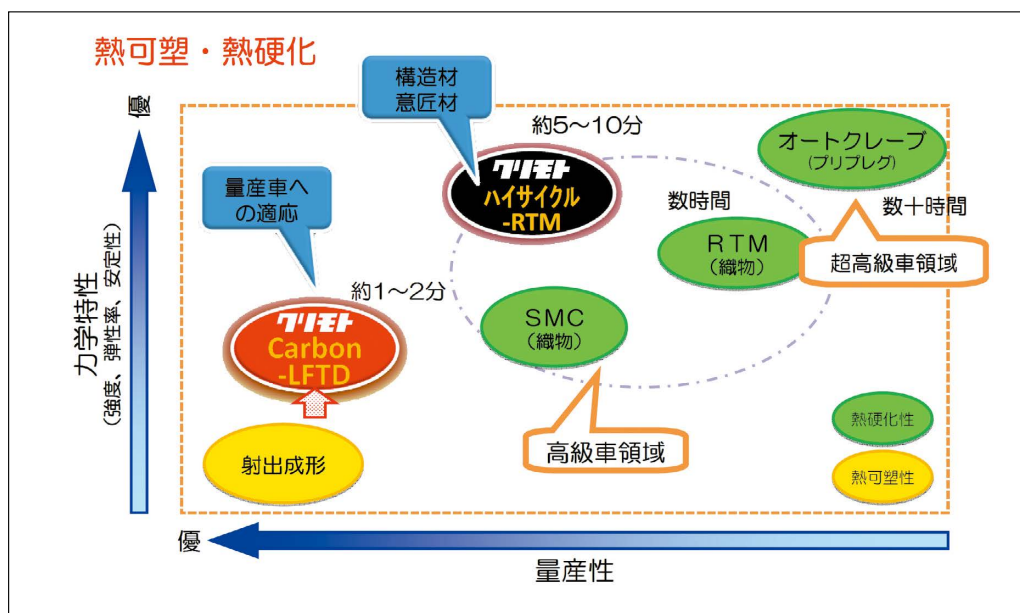 熱可塑・熱硬化
優
力学特性
（強度、弾性率、安定性）
構造材
意匠材
約5～10分
クリモト
ハイサイクル
-RTM
オートクレーブ
(プリプレグ)
数十時間
超高級車領域
数時間
ＲＴＭ
(織物)
量産車へ
の適応
約1～2分
クリモト
Carbon
-LFTD
ＳＭＣ
(織物)
高級車領域
射出成形
熱硬化性
熱可塑性
優
量産性